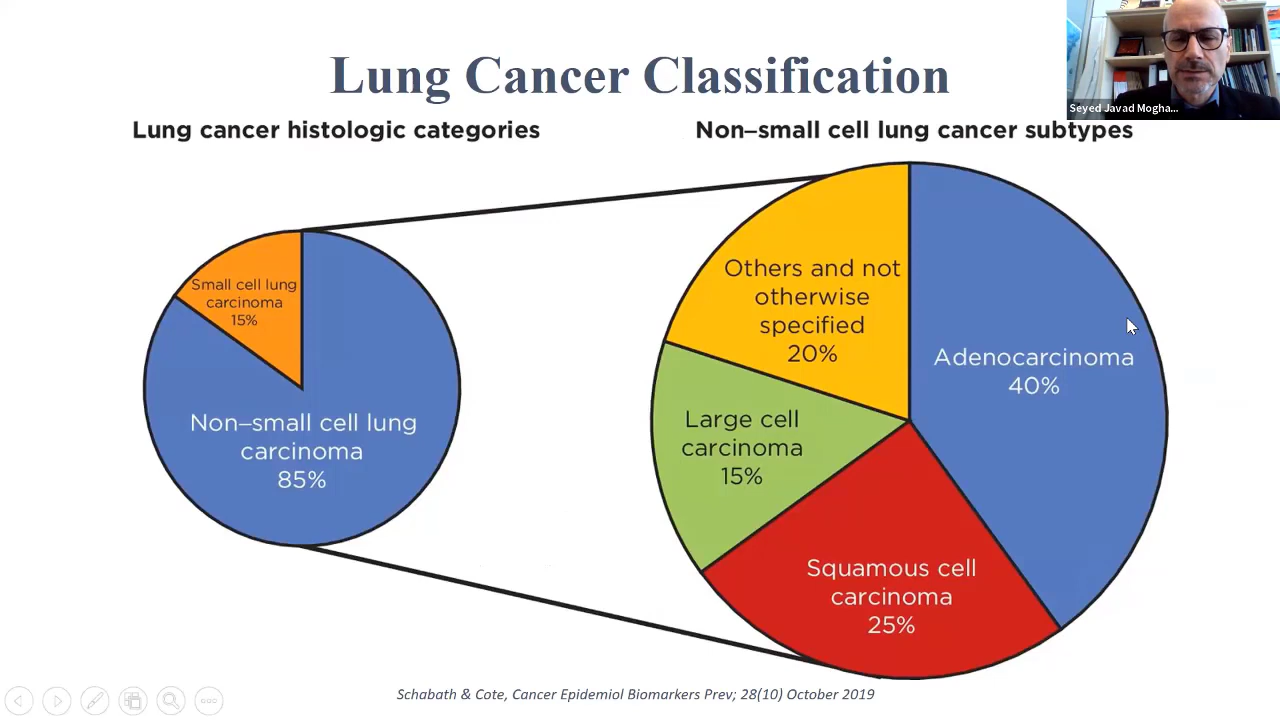 Lung Cancer Classification
Seyed Javad Mogha...
Lung cancer histologic categories
Non–small cell lung cancer subtypes
Small cell lung
carcinoma
15%
Non–small cell lung
carcinoma
85%
Others and not
otherwise
specified
20%
Adenocarcinoma
40%
Large cell
carcinoma
15%
Squamous cell
carcinoma
25%
Schabath & Cote, Cancer Epidemiol Biomarkers Prev; 28(10) October 2019